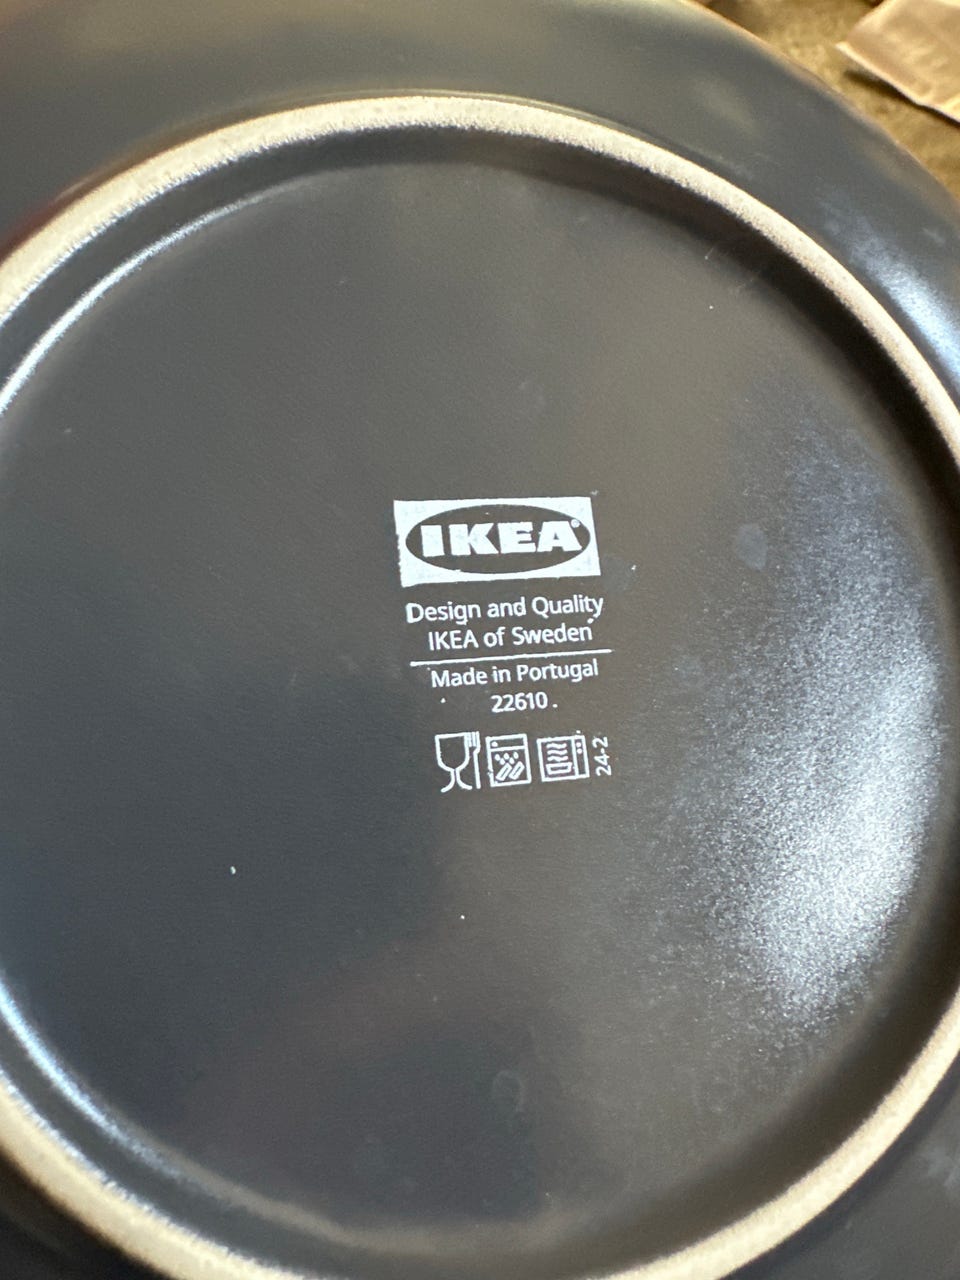 IKEA®
Design and Quality
IKEA of Sweden
Made in Portugal
22610
24-2